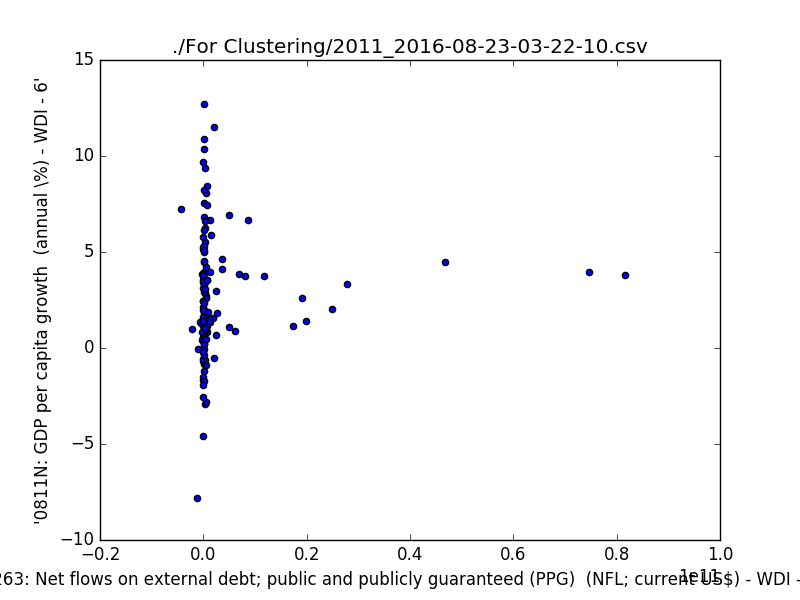 ./For Clustering/2011_2016-08-23-03-22-10.csv
'0811N: GDP per capita growth  (annual \%) - WDI - 6'
15
10
5
0
−5
−10
−0.2 0.0 0.2 0.4 0.6 0.8 1.0
1e11
263: Net flows on external debt; public and publicly guaranteed (PPG)  (NFL; current US$) - WDI -